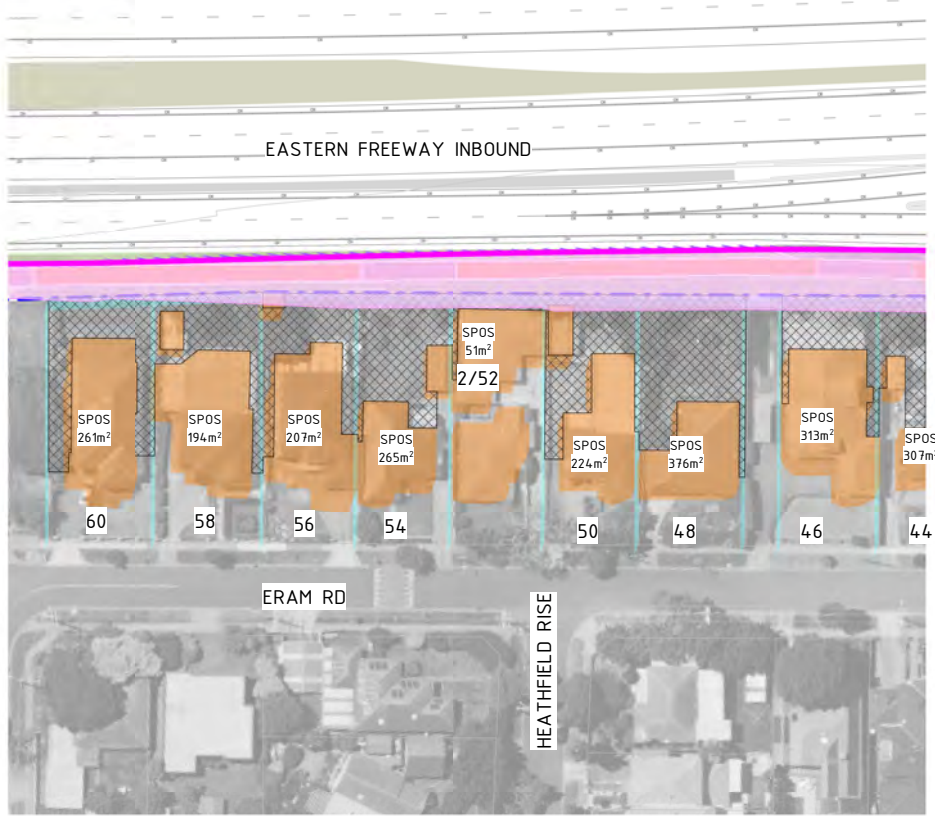 EASTERN FREEWAY INBOUND
SPOS
51m²
2/52
SPOS
261m²
SPOS
194m²
SPOS
207m²
SPOS
265m²
SPOS
224m²
SPOS
376m²
SPOS
313m²
SPOS
307m²
60
58
56
54
50
48
46
44
ERAM RD
HEATHFIELD RISE